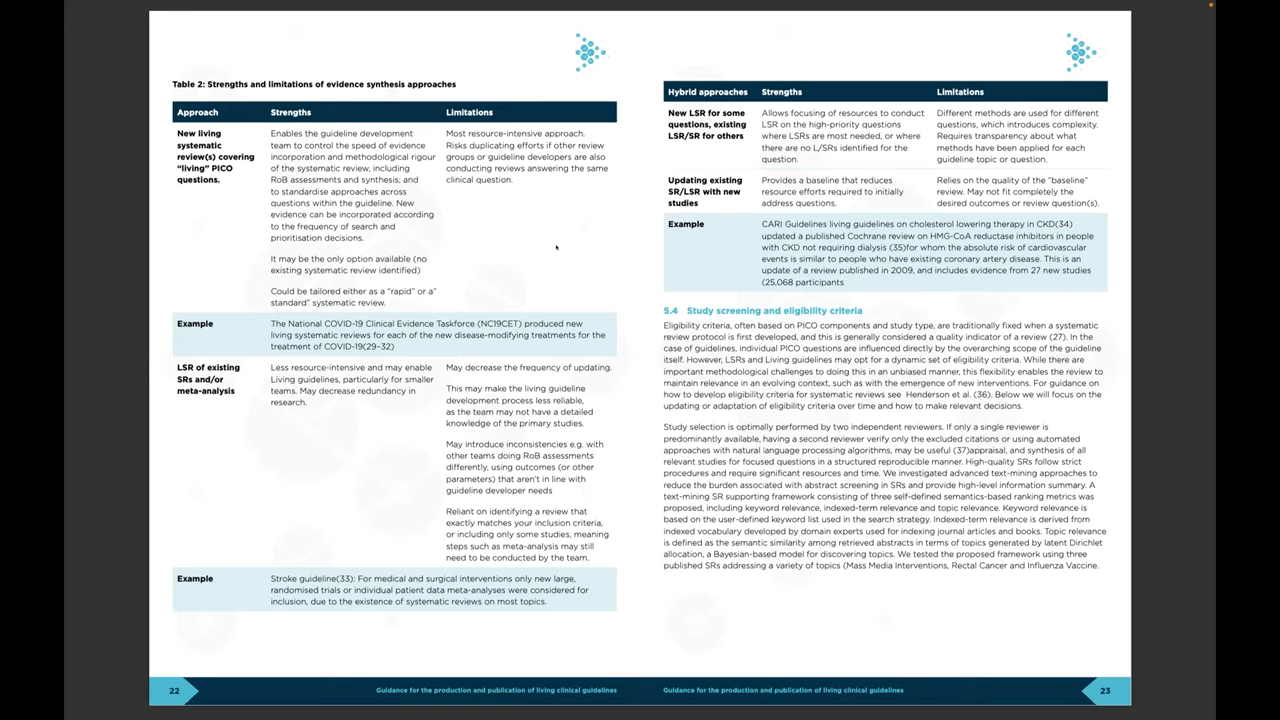 Table 2: Strengths and limitations of evidence synthesis approaches
Approach
Strengths
Limitations
New living
systematic
review(s) covering
“living” PICO
questions.
Enables the guideline development
team to control the speed of evidence
incorporation and methodological rigour
of the systematic review, including
RoB assessments and synthesis; and
to standardise approaches across
questions within the guideline. New
evidence can be incorporated according
to the frequency of search and
prioritisation decisions.
It may be the only option available (no
existing systematic review identified)
Could be tailored either as a “rapid” or a”
standard” systematic review.
Most resource-intensive approach.
Risks duplicating efforts if other review
groups or guideline developers are also
conducting reviews answering the same
clinical question.
Example
The National COVID-19 Clinical Evidence Taskforce (NC19CET) produced new
living systematic reviews for each of the new disease-modifying treatments for the
treatment of COVID-19(29–32)
LSR of existing
SRs and/or
meta-analysis
Less resource-intensive and may enable
Living guidelines, particularly for smaller
teams. May decrease redundancy in
research.
May decrease the frequency of updating.
This may make the living guideline
development process less reliable,
as the team may not have a detailed
knowledge of the primary studies.
May introduce inconsistencies e.g. with
other teams doing RoB assessments
differently, using outcomes (or other
parameters) that aren’t in line with
guideline developer needs
Reliant on identifying a review that
exactly matches your inclusion criteria,
or including only some studies, meaning
steps such as meta-analysis may still
need to be conducted by the team.
Example
Stroke guideline(33): For medical and surgical interventions only new large,
randomised trials or individual patient data meta-analyses were considered for
inclusion, due to the existence of systematic reviews on most topics.
22
Guidance for the production and publication of living clinical guidelines
Hybrid approaches
Strengths
Limitations
New LSR for some
questions, existing
LSR/SR for others
Allows focusing of resources to conduct
LSR on the high-priority questions
where LSRs are most needed, or where
there are no L/SRs identified for the
question.
Different methods are used for different
questions, which introduces complexity.
Requires transparency about what
methods have been applied for each
guideline topic or question.
Updating existing
SR/LSR with new
studies
Provides a baseline that reduces
resource efforts required to initially
address questions.
Relies on the quality of the “baseline”
review. May not fit completely the
desired outcomes or review question(s).
Example
CARI Guidelines living guidelines on cholesterol lowering therapy in CKD(34)
updated a published Cochrane review on HMG-CoA reductase inhibitors in people
with CKD not requiring dialysis (35)for whom the absolute risk of cardiovascular
events is similar to people who have existing coronary artery disease. This is an
update of a review published in 2009, and includes evidence from 27 new studies
(25,068 participants
5.4 Study screening and eligibility criteria
Eligibility criteria, often based on PICO components and study type, are traditionally fixed when a systematic
review protocol is first developed, and this is generally considered a quality indicator of a review (27). In the
case of guidelines, individual PICO questions are influenced directly by the overarching scope of the guideline
itself. However, LSRs and Living guidelines may opt for a dynamic set of eligibility criteria. While there are
important methodological challenges to doing this in an unbiased manner, this flexibility enables the review to
maintain relevance in an evolving context, such as with the emergence of new interventions. For guidance on
how to develop eligibility criteria for systematic reviews see Henderson et al. (36). Below we will focus on the
updating or adaptation of eligibility criteria over time and how to make relevant decisions.
Study selection is optimally performed by two independent reviewers. If only a single reviewer is
predominantly available, having a second reviewer verify only the excluded citations or using automated
approaches with natural language processing algorithms, may be useful (37)appraisal, and synthesis of all
relevant studies for focused questions in a structured reproducible manner. High-quality SRs follow strict
procedures and require significant resources and time. We investigated advanced text-mining approaches to
reduce the burden associated with abstract screening in SRs and provide high-level information summary. A
text-mining SR supporting framework consisting of three self-defined semantics-based ranking metrics was
proposed, including keyword relevance, indexed-term relevance and topic relevance. Keyword relevance is
based on the user-defined keyword list used in the search strategy. Indexed-term relevance is derived from
indexed vocabulary developed by domain experts used for indexing journal articles and books. Topic relevance
is defined as the semantic similarity among retrieved abstracts in terms of topics generated by latent Dirichlet
allocation, a Bayesian-based model for discovering topics. We tested the proposed framework using three
published SRs addressing a variety of topics (Mass Media Interventions, Rectal Cancer and Influenza Vaccine.
Guidance for the production and publication of living clinical guidelines
23